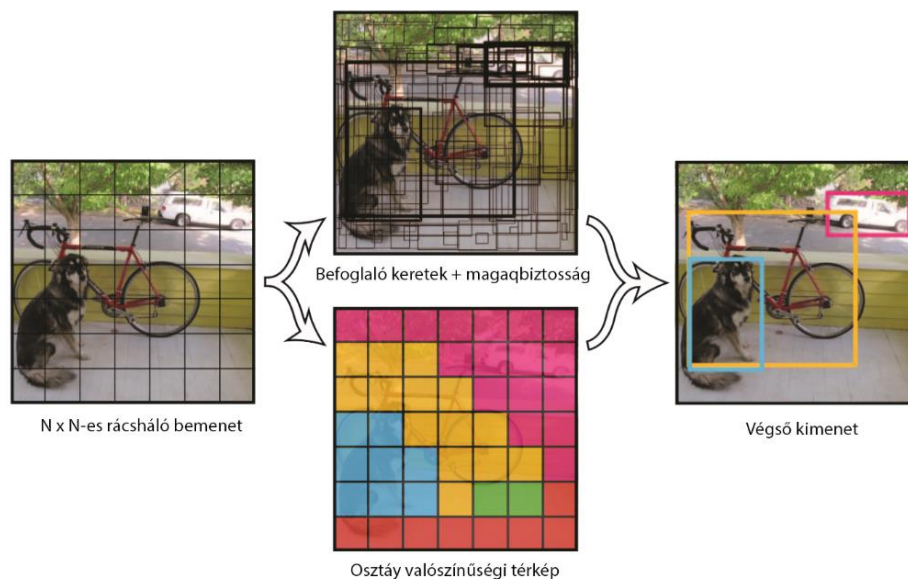 Befoglaló keretek + magaqbiztosság
N x N-es rácsháló bemenet
Végső kimenet
Osztáy valószínűségi térkép